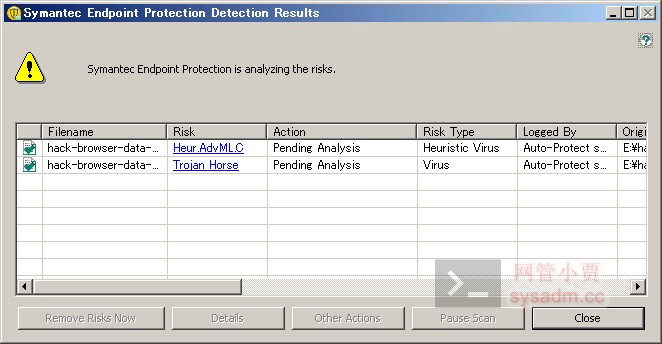 Symantec Endpoint Protection Detection Results
Symantec Endpoint Protection is analyzing the risks.
Filename Risk Action Risk Type Logged By Origi
hack-browser-data-... Heur.AdvML.C Pending Analysis Heuristic Virus Auto-Protect s... E:¥ha
hack-browser-data-... Trojan Horse Pending Analysis Virus Auto-Protect s... E:¥ha
网管小贾
sysadm.cc
Remove Risks Now Details Other Actions Pause Scan Close